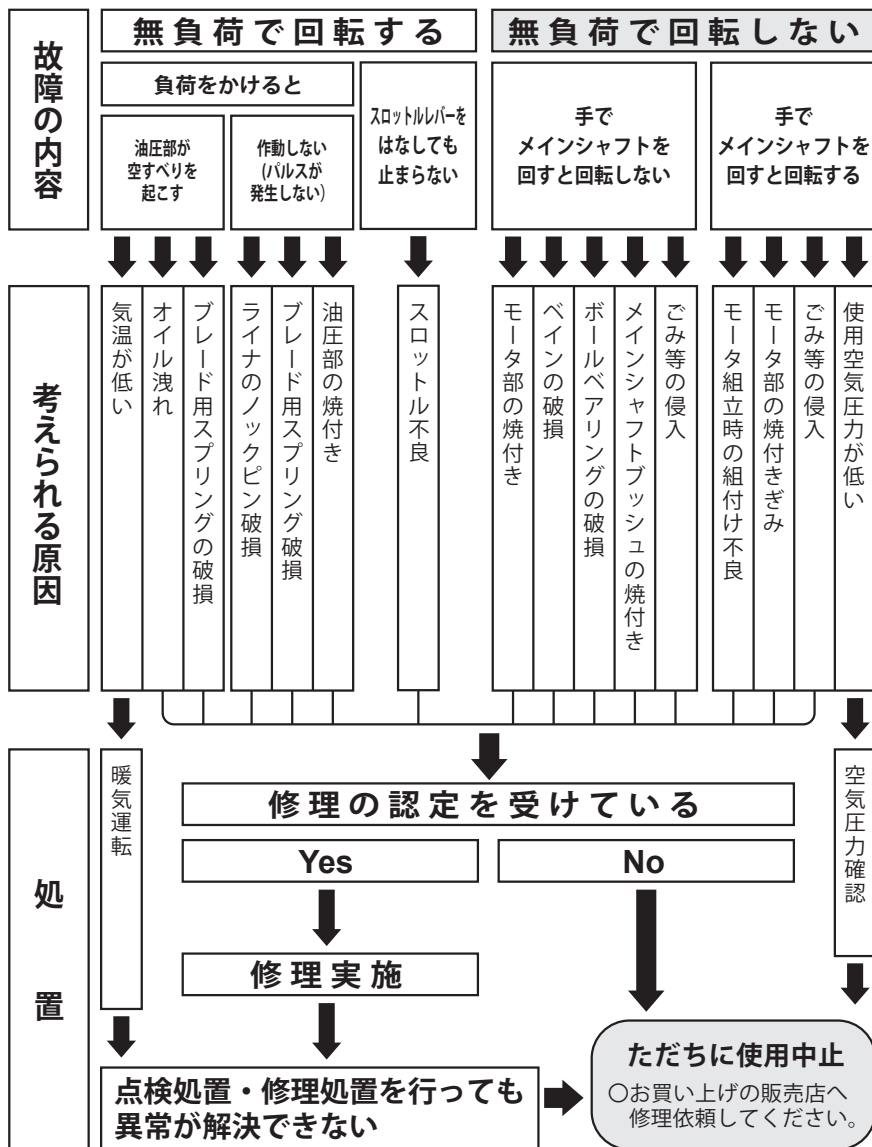 故障の内容
無負荷で回転する
無負荷で回転しない
負荷をかけると
油圧部が
空すべりを
起こす
作動しない
(パルスが
発生しない)
スロットルレバーを
はなしても
止まらない
手で
メインシャフトを
回すと回転しない
手で
メインシャフトを
回すと回転する
考えられる原因
気温が低い
オイル洩れ
ブレード用スプリングの破損
ライナのノックピン破損
ブレード用スプリング破損
油圧部の焼付き
スロットル不良
モータ部の焼付き
ベインの破損
ボールベアリングの破損
メインシャフトブッシュの焼付き
ごみ等の侵入
モータ組立時の組付け不良
モータ部の焼付きぎみ
ごみ等の侵入
使用空気圧力が低い
処置
暖気運転
修理の認定を受けている
Yes
No
修理実施
空気圧力確認
点検処置・修理処置を行っても
異常が解決できない
ただちに使用中止
○お買い上げの販売店へ
修理依頼してください。